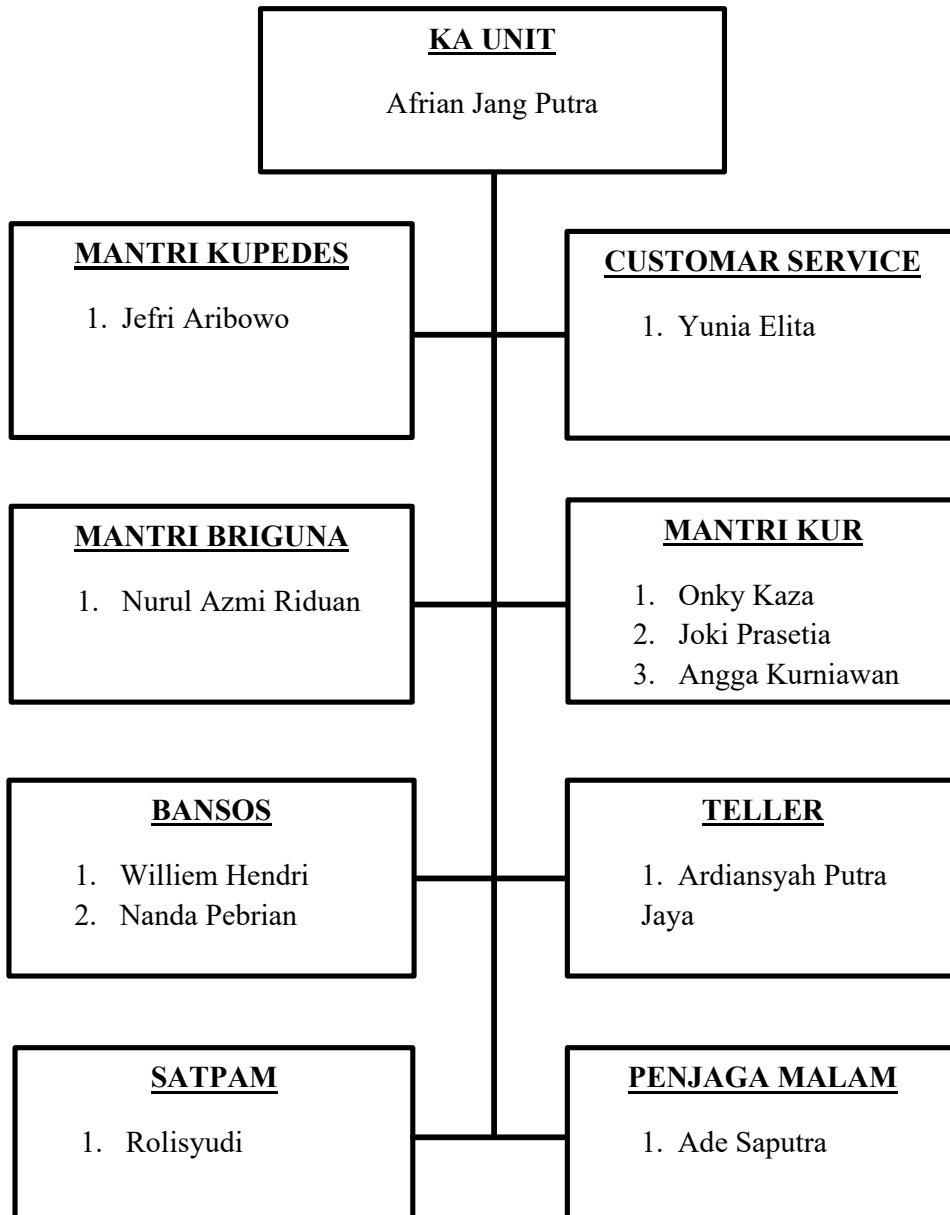 KA UNIT
Afrian Jang Putra
MANTRI KUPEDES
1. Jefri Aribowo
CUSTOMAR SERVICE
1. Yunia Elita
MANTRI BRIGUNA
1. Nurul Azmi Riduan
MANTRI KUR
1. Onky Kaza
2. Joki Prasetia
3. Angga Kurniawan
BANSOS
1. Williem Hendri
2. Nanda Pebrian
TELLER
1. Ardiansyah Putra
Jaya
SATPAM
1. Rolisyudi
PENJAGA MALAM
1. Ade Saputra